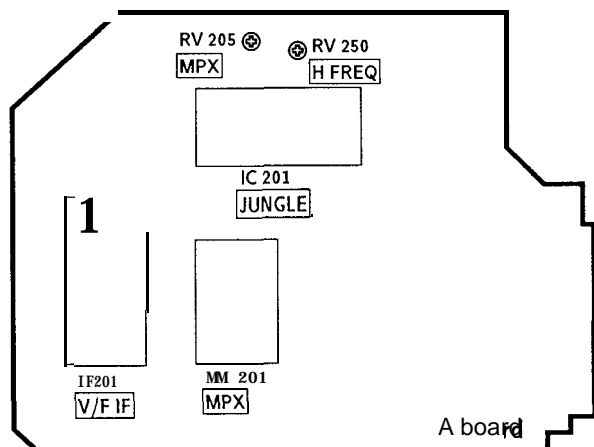 RV 205
MPX
RV 250
H FREQ
IC 201
JUNGLE
1
IF201
V/F IF
MM 201
MPX
A board